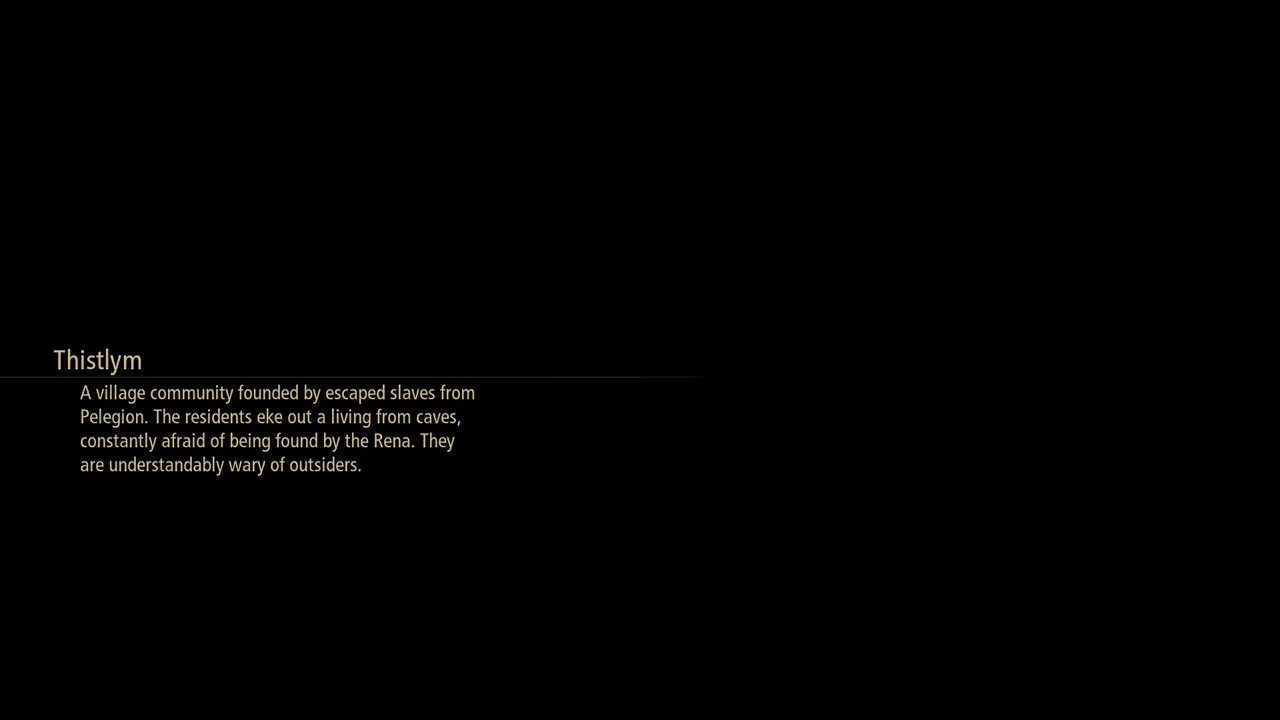 Thistlym
A village community founded by escaped slaves from
Pelegion. The residents eke out a living from caves,
constantly afraid of being found by the Rena. They
are understandably wary of outsiders.